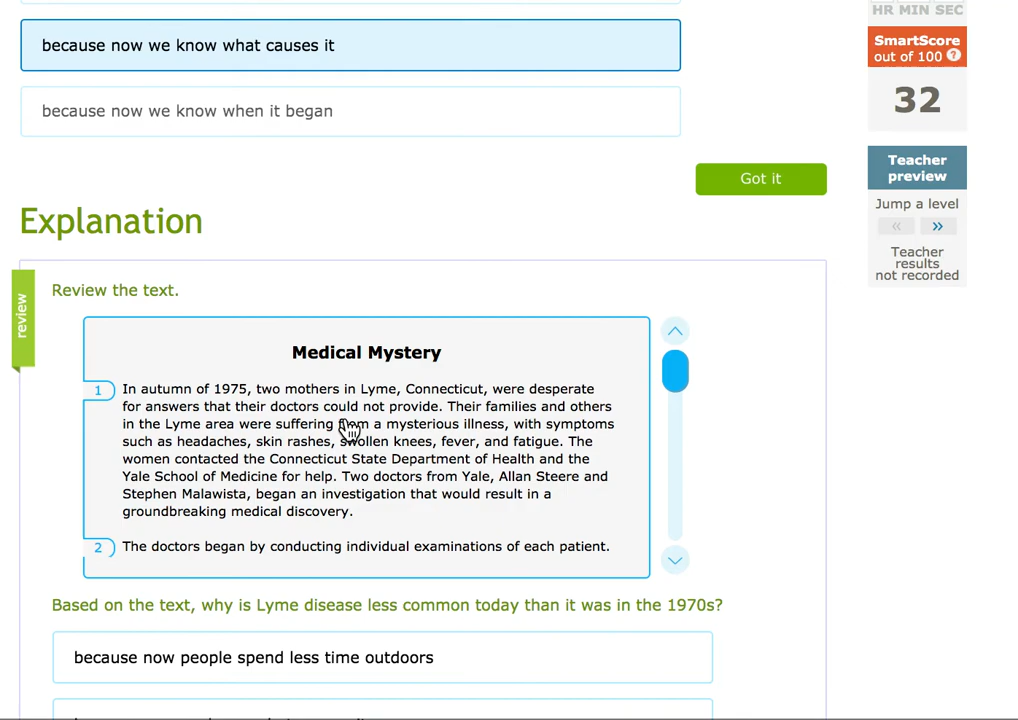 because now we know what causes it
because now we know when it began
Got it
HR MIN SEC
SmartScore
out of 100 ?
32
Teacher
preview
Jump a level
« »
Teacher
results
not recorded
Explanation
review
Review the text.
Medical Mystery
1 In autumn of 1975, two mothers in Lyme, Connecticut, were desperate
for answers that their doctors could not provide. Their families and others
in the Lyme area were suffering from a mysterious illness, with symptoms
such as headaches, skin rashes, swollen knees, fever, and fatigue. The
women contacted the Connecticut State Department of Health and the
Yale School of Medicine for help. Two doctors from Yale, Allan Steere and
Stephen Malawista, began an investigation that would result in a
groundbreaking medical discovery.
2 The doctors began by conducting individual examinations of each patient.
Based on the text, why is Lyme disease less common today than it was in the 1970s?
because now people spend less time outdoors